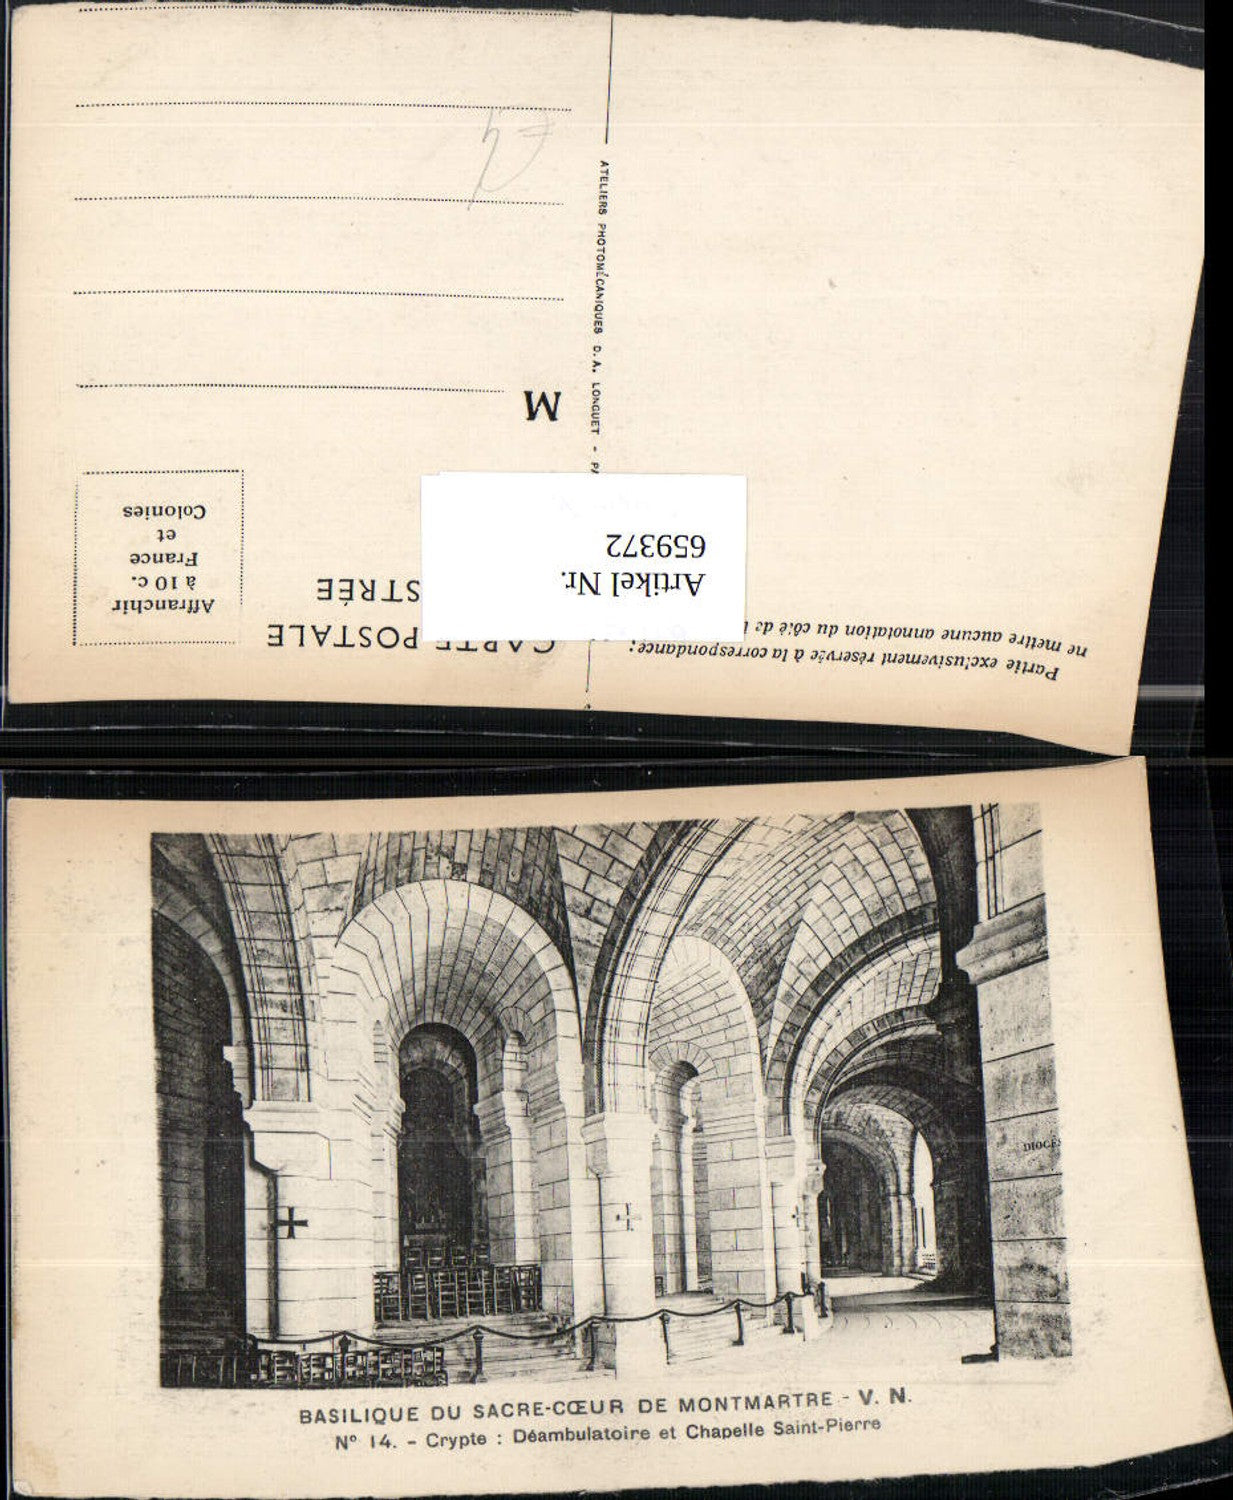 ATELIERS PHOTOMÉCANIQUES D. A. LONGUET -
M
Affranchir
à 10 c.
France
et
Colonies
CARTE POSTALE
STRÉE
Artikel Nr.
659372
Partie exclusivement réservée à la correspondance;
ne mettre aucune annotation du côté de
DIOCÈS
BASILIQUE DU SACRE-CŒUR DE MONTMARTRE - V. N.
N° 14. - Crypte : Déambulatoire et Chapelle Saint-Pierre